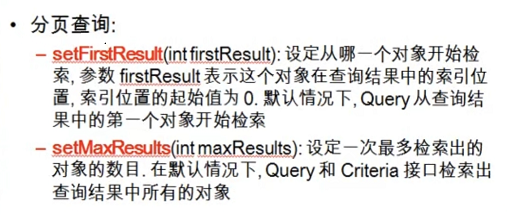 • 分页查询:
– setFirstResult(int firstResult): 设定从哪一个对象开始检
索, 参数 firstResult 表示这个对象在查询结果中的索引位
置, 索引位置的起始值为 0. 默认情况下, Query 从查询结
果中的第一个对象开始检索
– setMaxResults(int maxResults): 设定一次最多检索出的
对象的数目. 在默认情况下, Query 和 Criteria 接口检索出
查询结果中所有的对象